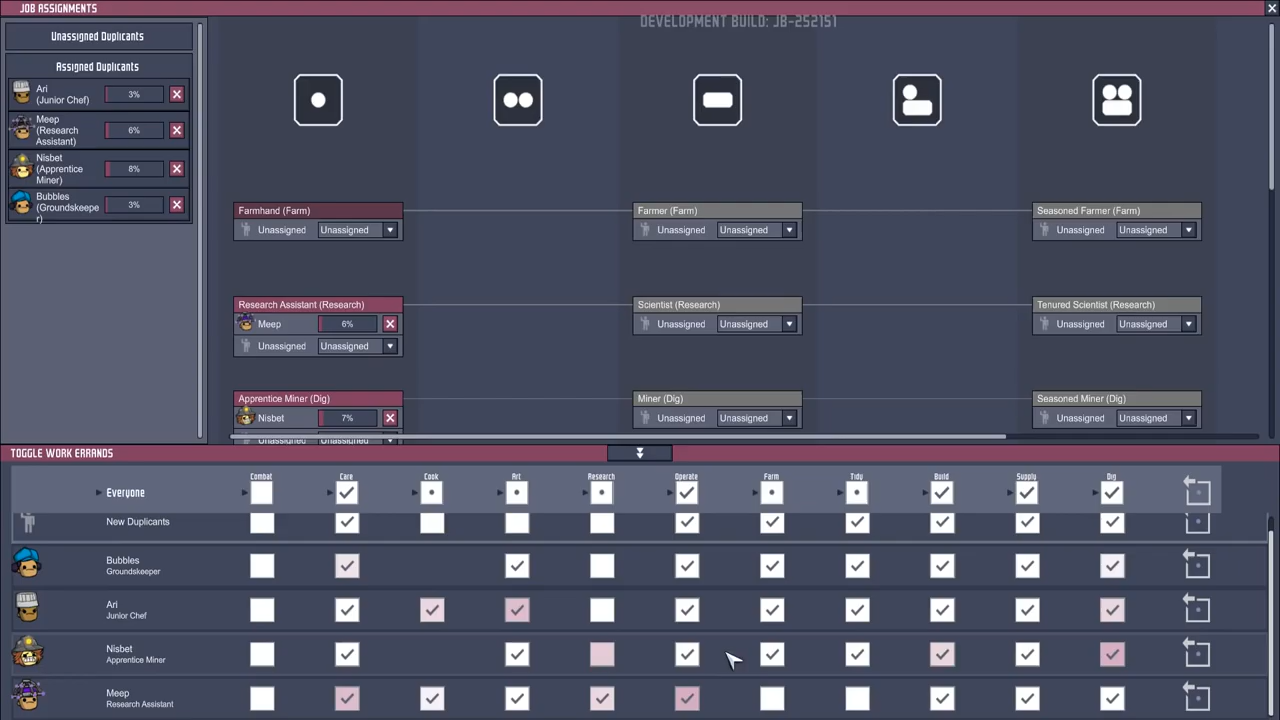 JOB ASSIGNMENTS
DEVELOPMENT BUILD: JB-252151
Unassigned Duplicants
Assigned Duplicants
Ari
(Junior Chef)
3%
Meep
(Research
Assistant)
6%
Nisbet
(Apprentice
Miner)
8%
Bubbles
(Groundskeepe
r)
3%
Farmhand (Farm)
Unassigned Unassigned
Farmer (Farm)
Unassigned Unassigned
Seasoned Farmer (Farm)
Unassigned Unassigned
Research Assistant (Research)
Meep 6%
Unassigned Unassigned
Scientist (Research)
Unassigned Unassigned
Tenured Scientist (Research)
Unassigned Unassigned
Apprentice Miner (Dig)
Nisbet 7%
Unassigned Unassigned
Miner (Dig)
Unassigned Unassigned
Seasoned Miner (Dig)
Unassigned Unassigned
TOGGLE WORK ERRANDS
Combat Care Cook Art Research Operate Farm Tidy Build Supply Dig
Everyone
New Duplicants
Bubbles
Groundskeeper
Ari
Junior Chef
Nisbet
Apprentice Miner
Meep
Research Assistant